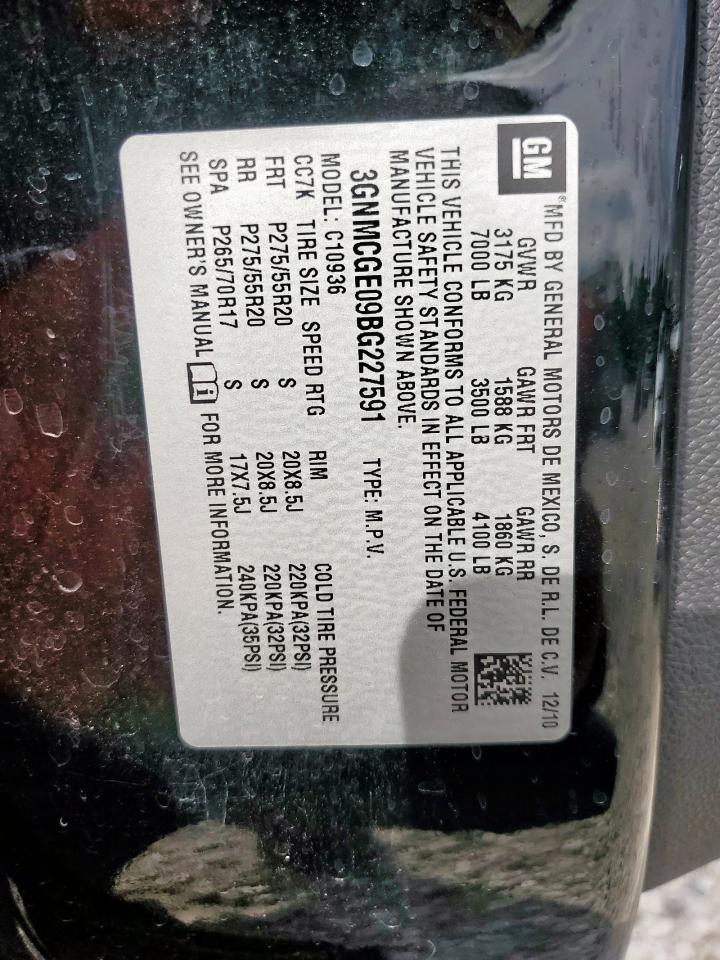 GM
® MFD BY GENERAL MOTORS DE MEXICO, S. DE R.L. DE C.V. 12/10
GVWR GAWR FRT GAWR RR
3175 KG 1588 KG 1860 KG
7000 LB 3500 LB 4100 LB
THIS VEHICLE CONFORMS TO ALL APPLICABLE U.S. FEDERAL MOTOR
VEHICLE SAFETY STANDARDS IN EFFECT ON THE DATE OF
MANUFACTURE SHOWN ABOVE.
3GNMCGE09BG227591 TYPE: M.P.V.
MODEL: C10936
CC7K TIRE SIZE SPEED RTG RIM COLD TIRE PRESSURE
FRT P275/55R20 S 20X8.5J 220KPA(32PSI)
RR P275/55R20 S 20X8.5J 220KPA(32PSI)
SPA P265/70R17 S 17X7.5J 240KPA(35PSI)
SEE OWNER'S MANUAL i FOR MORE INFORMATION.